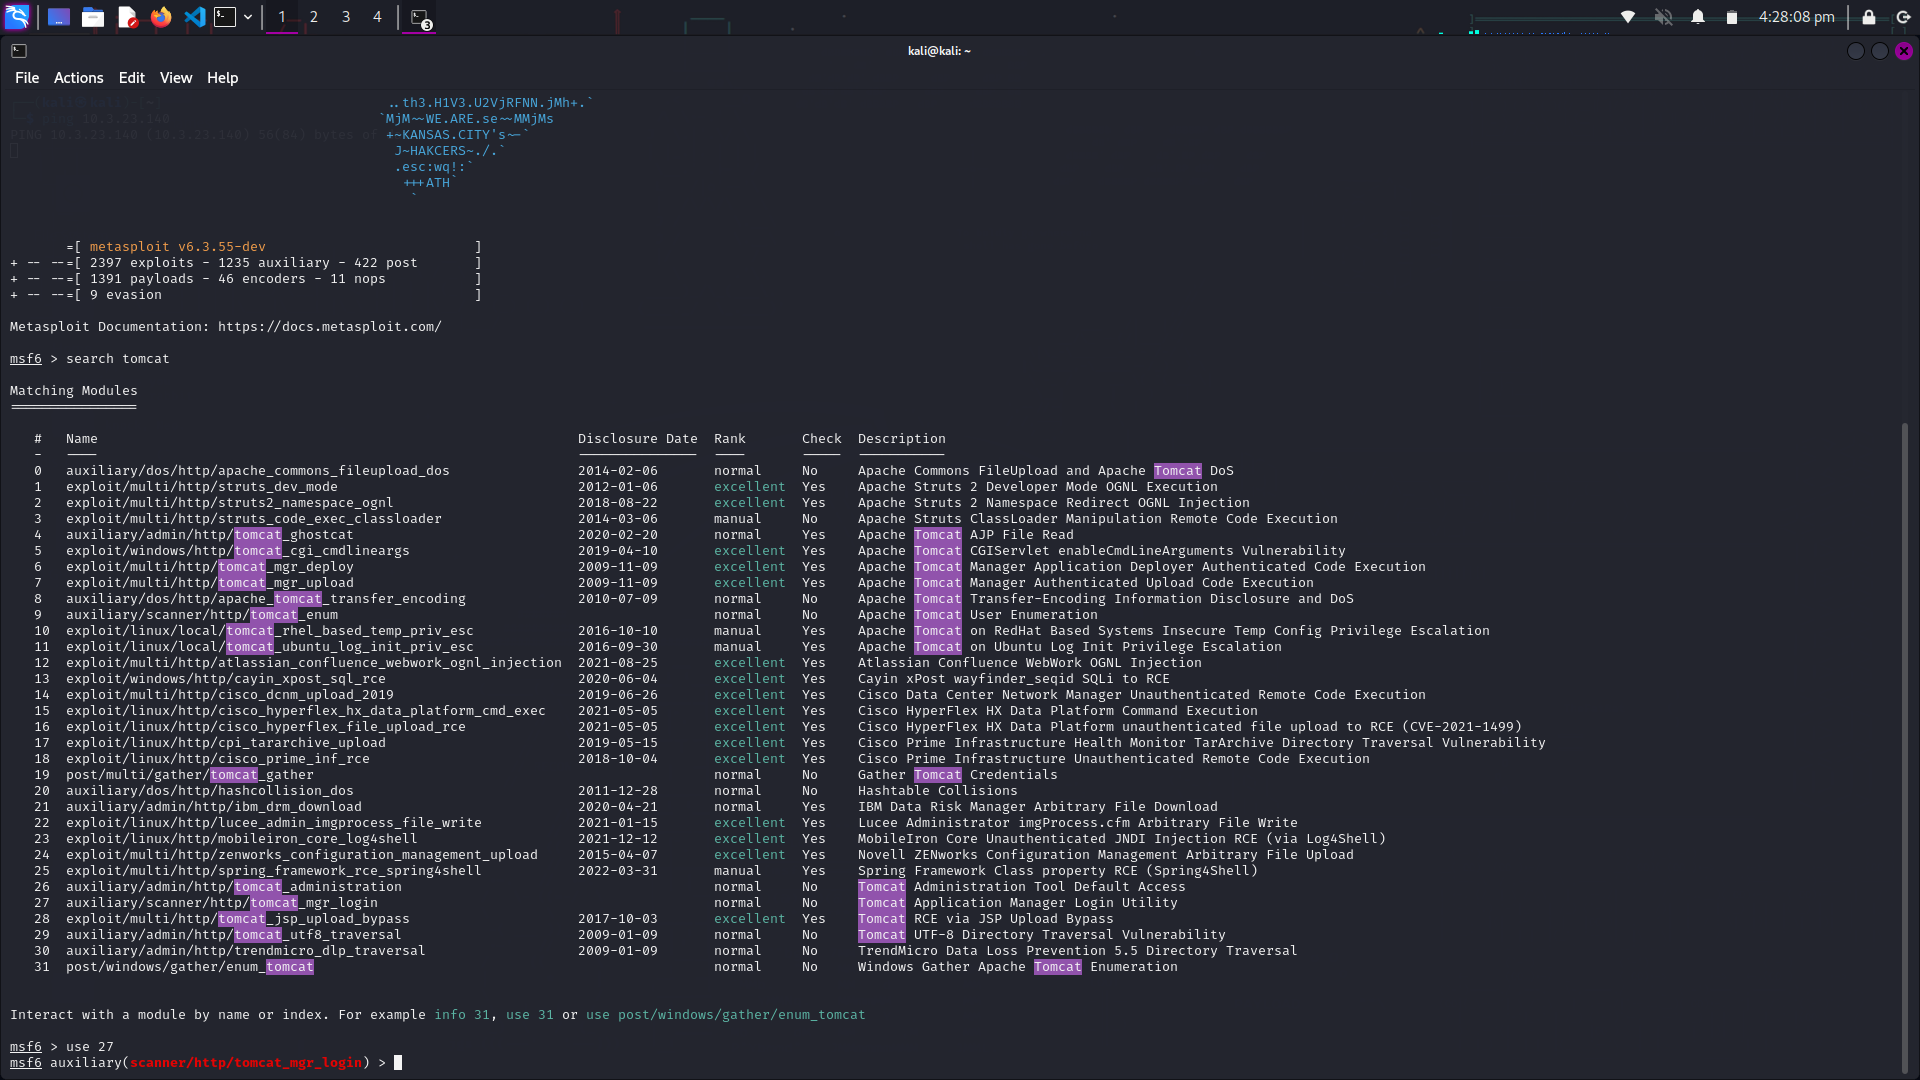 1 2 3 4 3 4:28:08 pm
kali@kali: ~
File Actions Edit View Help
..th3.H1V3.U2VjRFNN.jMh+.`
`MjM~~WE.ARE.se~~MMjMs
10.3.23.140
PING 10.3.23.140 (10.3.23.140) 56(84) bytes of
+~KANSAS.CITY's~-`
J~HAKCERS~./.`
.esc:wq!:`
+++ATH`
`
=[ metasploit v6.3.55-dev ]
+ -- --=[ 2397 exploits - 1235 auxiliary - 422 post ]
+ -- --=[ 1391 payloads - 46 encoders - 11 nops ]
+ -- --=[ 9 evasion ]
Metasploit Documentation: https://docs.metasploit.com/
msf6 > search tomcat
Matching Modules
================
# Name Disclosure Date Rank Check Description
- ---- --------------- ---- ----- -----------
0 auxiliary/dos/http/apache_commons_fileupload_dos 2014-02-06 normal No Apache Commons FileUpload and Apache Tomcat DoS
1 exploit/multi/http/struts_dev_mode 2012-01-06 excellent Yes Apache Struts 2 Developer Mode OGNL Execution
2 exploit/multi/http/struts2_namespace_ognl 2018-08-22 excellent Yes Apache Struts 2 Namespace Redirect OGNL Injection
3 exploit/multi/http/struts_code_exec_classloader 2014-03-06 manual No Apache Struts ClassLoader Manipulation Remote Code Execution
4 auxiliary/admin/http/tomcat_ghostcat 2020-02-20 normal Yes Apache Tomcat AJP File Read
5 exploit/windows/http/tomcat_cgi_cmdlineargs 2019-04-10 excellent Yes Apache Tomcat CGIServlet enableCmdLineArguments Vulnerability
6 exploit/multi/http/tomcat_mgr_deploy 2009-11-09 excellent Yes Apache Tomcat Manager Application Deployer Authenticated Code Execution
7 exploit/multi/http/tomcat_mgr_upload 2009-11-09 excellent Yes Apache Tomcat Manager Authenticated Upload Code Execution
8 auxiliary/dos/http/apache_tomcat_transfer_encoding 2010-07-09 normal No Apache Tomcat Transfer-Encoding Information Disclosure and DoS
9 auxiliary/scanner/http/tomcat_enum normal No Apache Tomcat User Enumeration
10 exploit/linux/local/tomcat_rhel_based_temp_priv_esc 2016-10-10 manual Yes Apache Tomcat on RedHat Based Systems Insecure Temp Config Privilege Escalation
11 exploit/linux/local/tomcat_ubuntu_log_init_priv_esc 2016-09-30 manual Yes Apache Tomcat on Ubuntu Log Init Privilege Escalation
12 exploit/multi/http/atlassian_confluence_webwork_ognl_injection 2021-08-25 excellent Yes Atlassian Confluence WebWork OGNL Injection
13 exploit/windows/http/cayin_xpost_sql_rce 2020-06-04 excellent Yes Cayin xPost wayfinder_seqid SQLi to RCE
14 exploit/multi/http/cisco_dcnm_upload_2019 2019-06-26 excellent Yes Cisco Data Center Network Manager Unauthenticated Remote Code Execution
15 exploit/linux/http/cisco_hyperflex_hx_data_platform_cmd_exec 2021-05-05 excellent Yes Cisco HyperFlex HX Data Platform Command Execution
16 exploit/linux/http/cisco_hyperflex_file_upload_rce 2021-05-05 excellent Yes Cisco HyperFlex HX Data Platform unauthenticated file upload to RCE (CVE-2021-1499)
17 exploit/linux/http/cpi_tararchive_upload 2019-05-15 excellent Yes Cisco Prime Infrastructure Health Monitor TarArchive Directory Traversal Vulnerability
18 exploit/linux/http/cisco_prime_inf_rce 2018-10-04 excellent Yes Cisco Prime Infrastructure Unauthenticated Remote Code Execution
19 post/multi/gather/tomcat_gather normal No Gather Tomcat Credentials
20 auxiliary/dos/http/hashcollision_dos 2011-12-28 normal No Hashtable Collisions
21 auxiliary/admin/http/ibm_drm_download 2020-04-21 normal Yes IBM Data Risk Manager Arbitrary File Download
22 exploit/linux/http/lucee_admin_imgprocess_file_write 2021-01-15 excellent Yes Lucee Administrator imgProcess.cfm Arbitrary File Write
23 exploit/linux/http/mobileiron_core_log4shell 2021-12-12 excellent Yes MobileIron Core Unauthenticated JNDI Injection RCE (via Log4Shell)
24 exploit/multi/http/zenworks_configuration_management_upload 2015-04-07 excellent Yes Novell ZENworks Configuration Management Arbitrary File Upload
25 exploit/multi/http/spring_framework_rce_spring4shell 2022-03-31 manual Yes Spring Framework Class property RCE (Spring4Shell)
26 auxiliary/admin/http/tomcat_administration normal No Tomcat Administration Tool Default Access
27 auxiliary/scanner/http/tomcat_mgr_login normal No Tomcat Application Manager Login Utility
28 exploit/multi/http/tomcat_jsp_upload_bypass 2017-10-03 excellent Yes Tomcat RCE via JSP Upload Bypass
29 auxiliary/admin/http/tomcat_utf8_traversal 2009-01-09 normal No Tomcat UTF-8 Directory Traversal Vulnerability
30 auxiliary/admin/http/trendmicro_dlp_traversal 2009-01-09 normal No TrendMicro Data Loss Prevention 5.5 Directory Traversal
31 post/windows/gather/enum_tomcat normal No Windows Gather Apache Tomcat Enumeration
Interact with a module by name or index. For example info 31, use 31 or use post/windows/gather/enum_tomcat
msf6 > use 27
msf6 auxiliary(scanner/http/tomcat_mgr_login) >